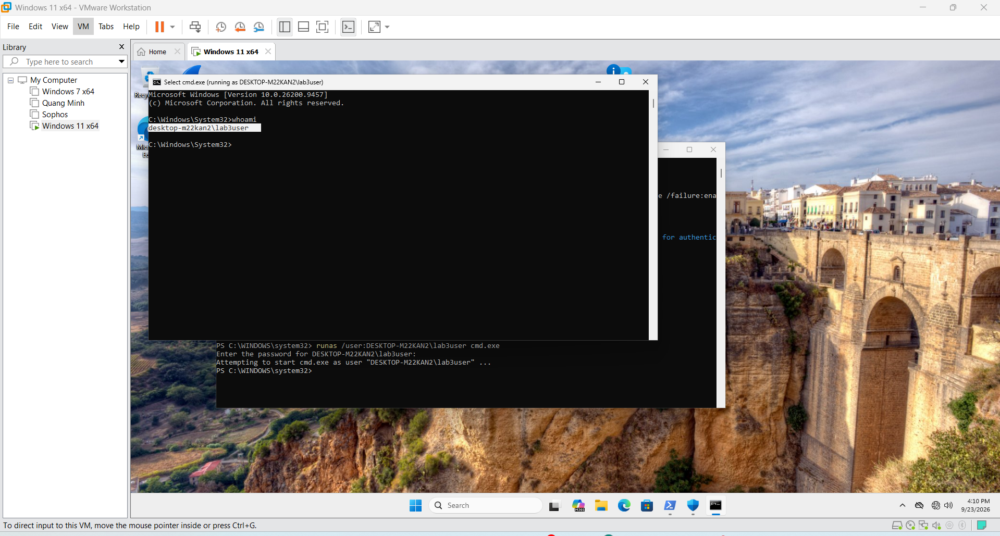 Windows 11 x64 - VMware Workstation
File Edit View VM Tabs Help
Library
Type here to search
My Computer
Windows 7 x64
Quang Minh
Sophos
Windows 11 x64
Home
Windows 11 x64
Select cmd.exe (running as DESKTOP-M22KAN2\lab3user)
Microsoft Windows [Version 10.0.26200.9457]
(c) Microsoft Corporation. All rights reserved.
C:\Windows\System32>whoami
desktop-m22kan2\lab3user
C:\Windows\System32>
e /failure:ena
for authentic
PS C:\WINDOWS\system32> runas /user:DESKTOP-M22KAN2\lab3user cmd.exe
Enter the password for DESKTOP-M22KAN2\lab3user:
Attempting to start cmd.exe as user "DESKTOP-M22KAN2\lab3user" ...
PS C:\WINDOWS\system32>
Search
M365
4:10 PM
9/23/2026
To direct input to this VM, move the mouse pointer inside or press Ctrl+G.